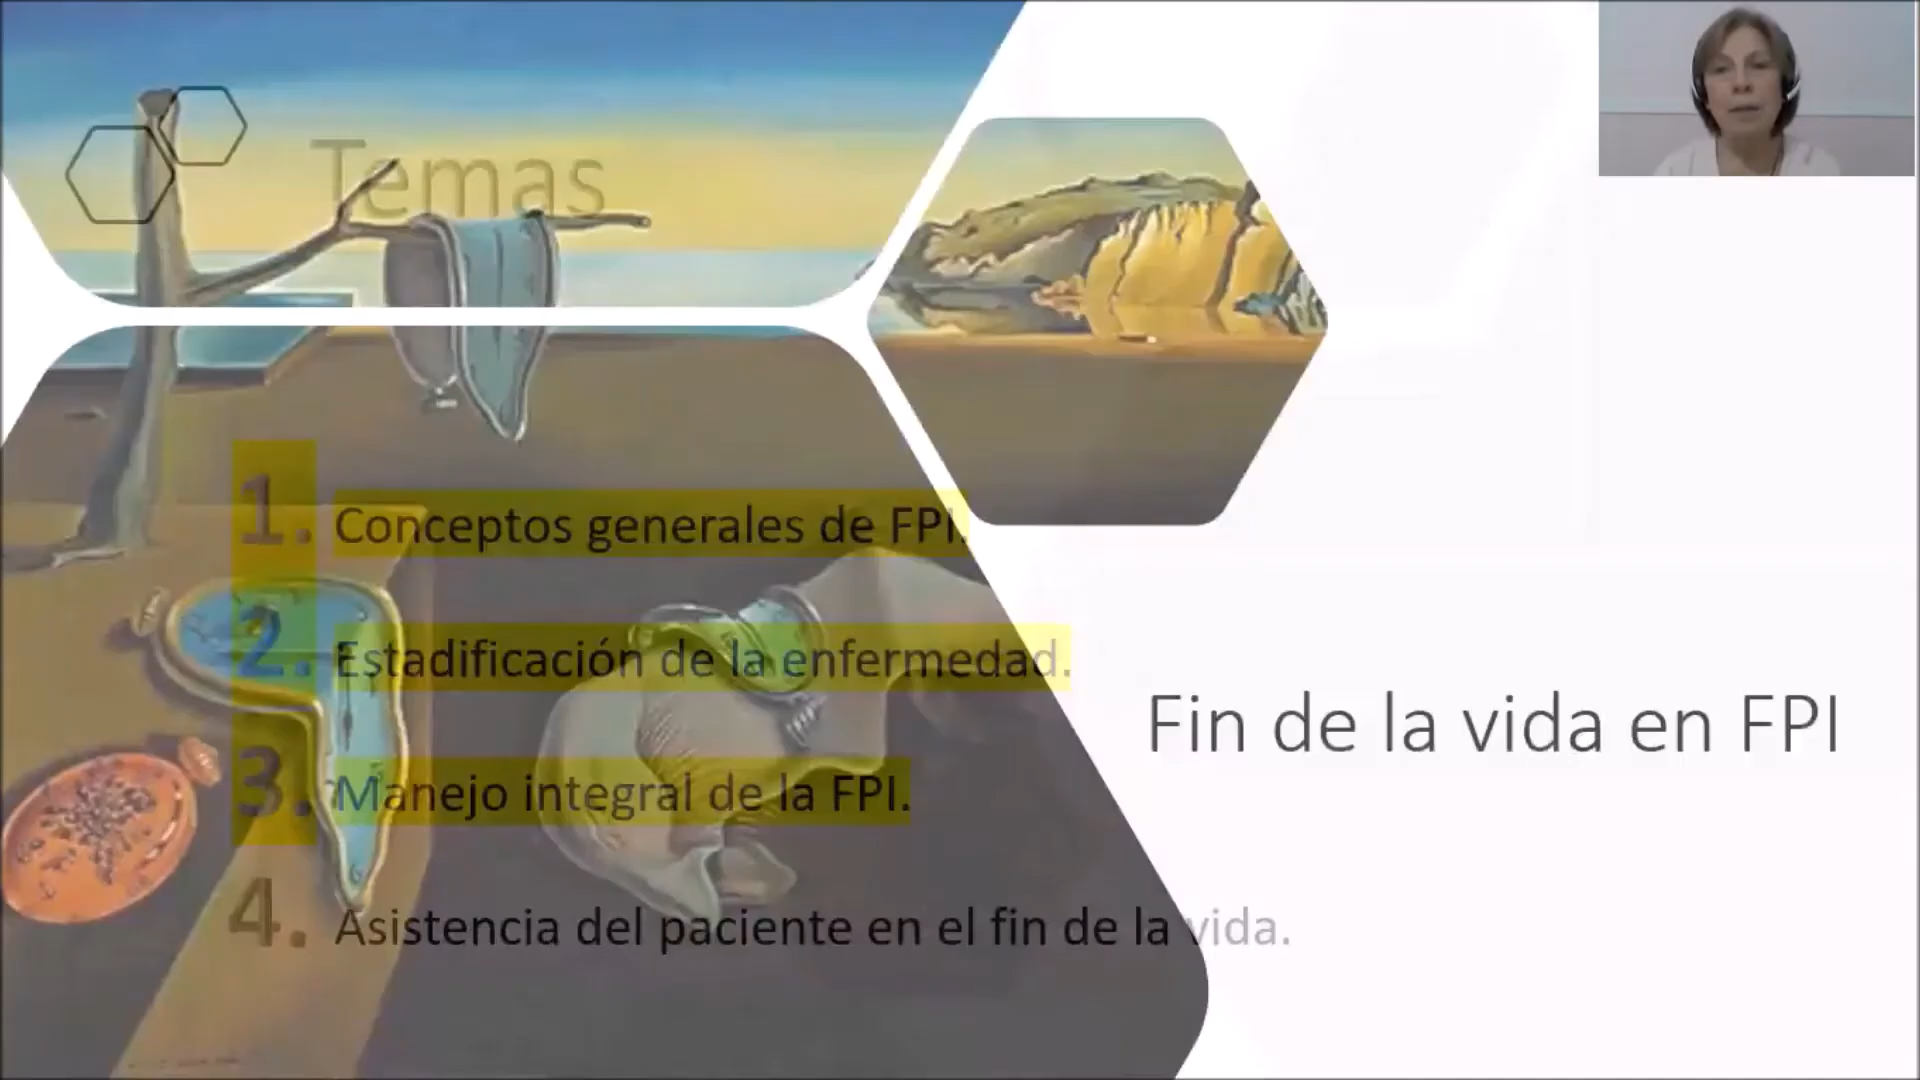 Temas
1. Conceptos generales de FPI.
2. Estadificación de la enfermedad.
3. Manejo integral de la FPI.
4. Asistencia del paciente en el fin de la vida.
Fin de la vida en FPI